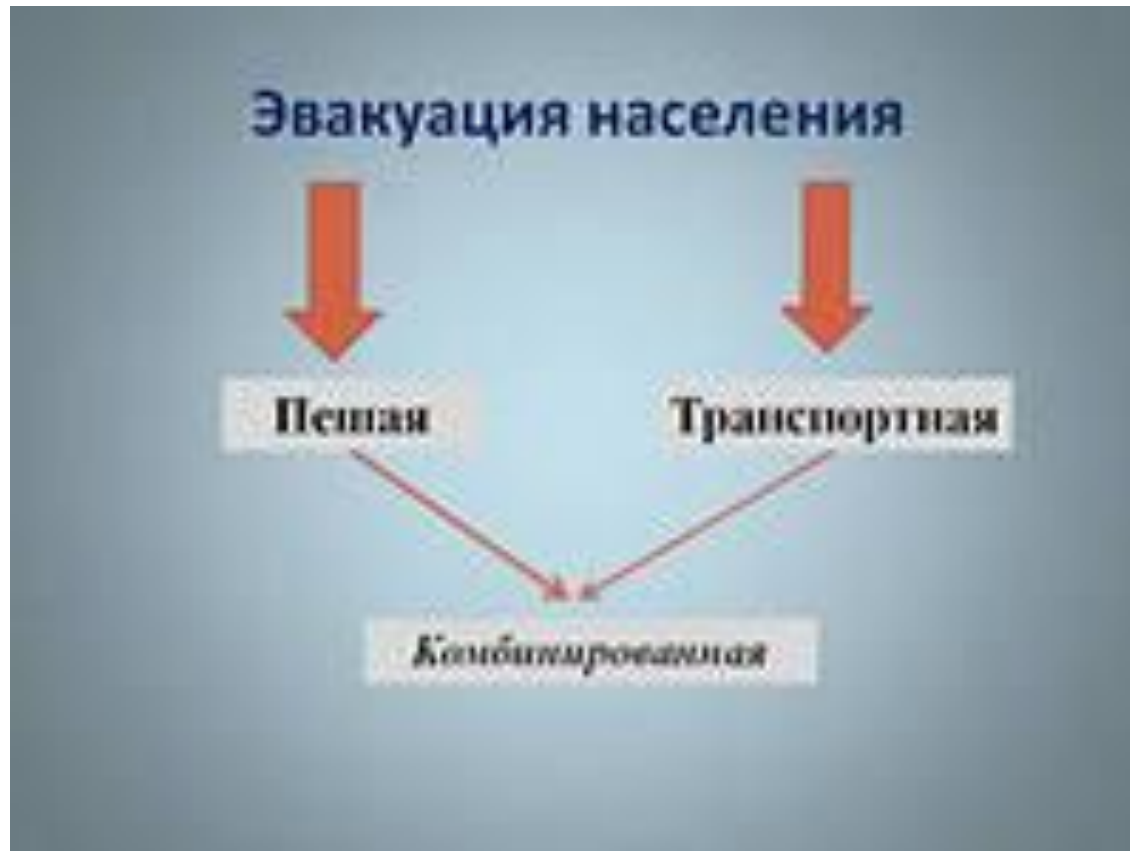 Эвакуация населения
Пешая
Транспортная
Комбинированная